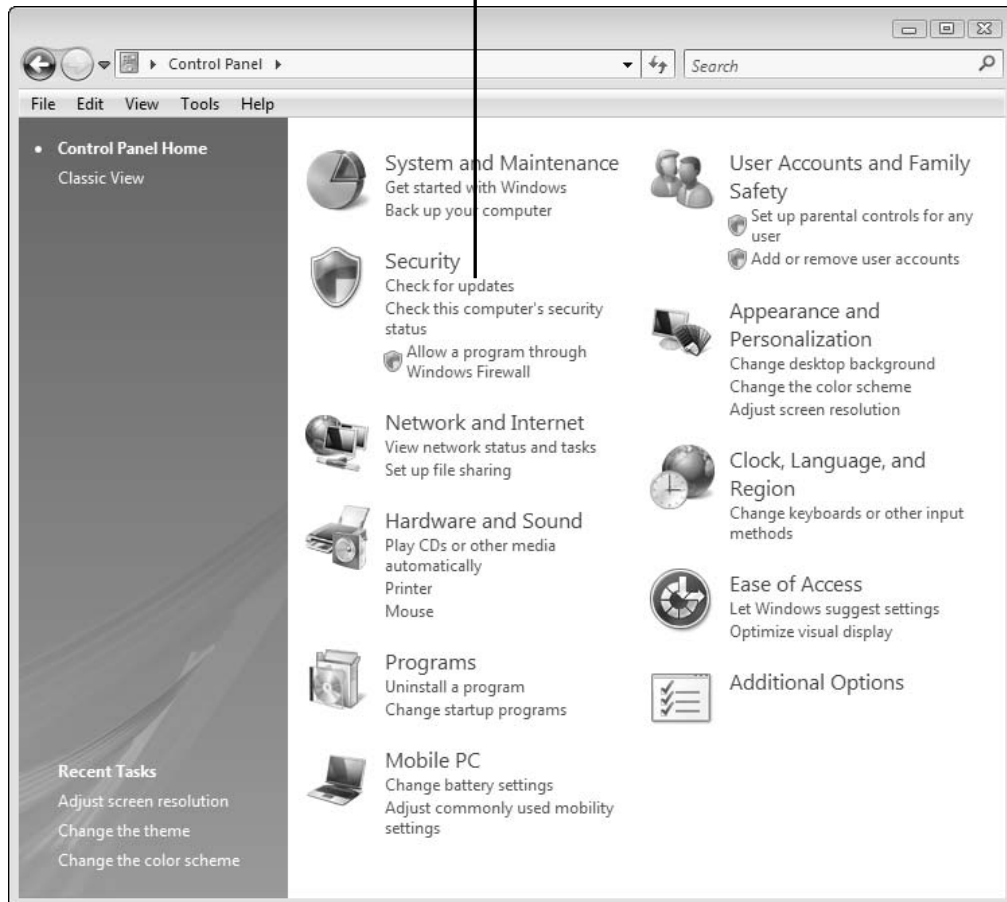 Control Panel
Search
File Edit View Tools Help
Control Panel Home
Classic View
Recent Tasks
Adjust screen resolution
Change the theme
Change the color scheme
System and Maintenance
Get started with Windows
Back up your computer
Security
Check for updates
Check this computer's security
status
Allow a program through
Windows Firewall
Network and Internet
View network status and tasks
Set up file sharing
Hardware and Sound
Play CDs or other media
automatically
Printer
Mouse
Programs
Uninstall a program
Change startup programs
Mobile PC
Change battery settings
Adjust commonly used mobility
settings
User Accounts and Family
Safety
Set up parental controls for any
user
Add or remove user accounts
Appearance and
Personalization
Change desktop background
Change the color scheme
Adjust screen resolution
Clock, Language, and
Region
Change keyboards or other input
methods
Ease of Access
Let Windows suggest settings
Optimize visual display
Additional Options